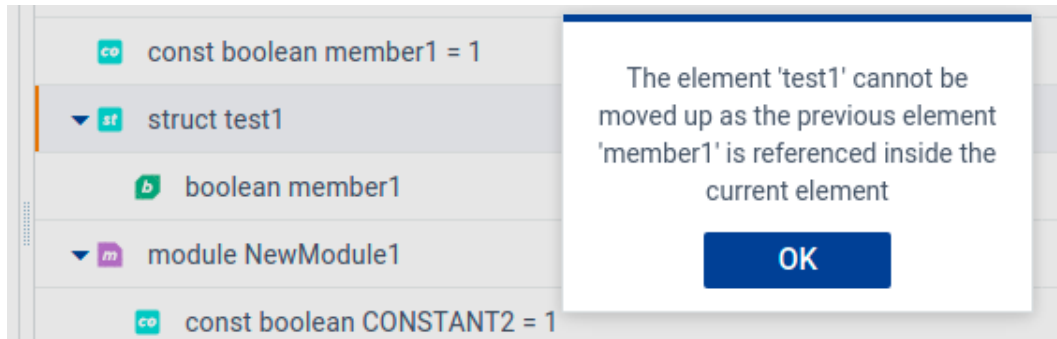 co const boolean member1 = 1
st struct test1
b boolean member1
m module NewModule1
co const boolean CONSTANT2 = 1
The element 'test1' cannot be
moved up as the previous element
'member1' is referenced inside the
current element
OK